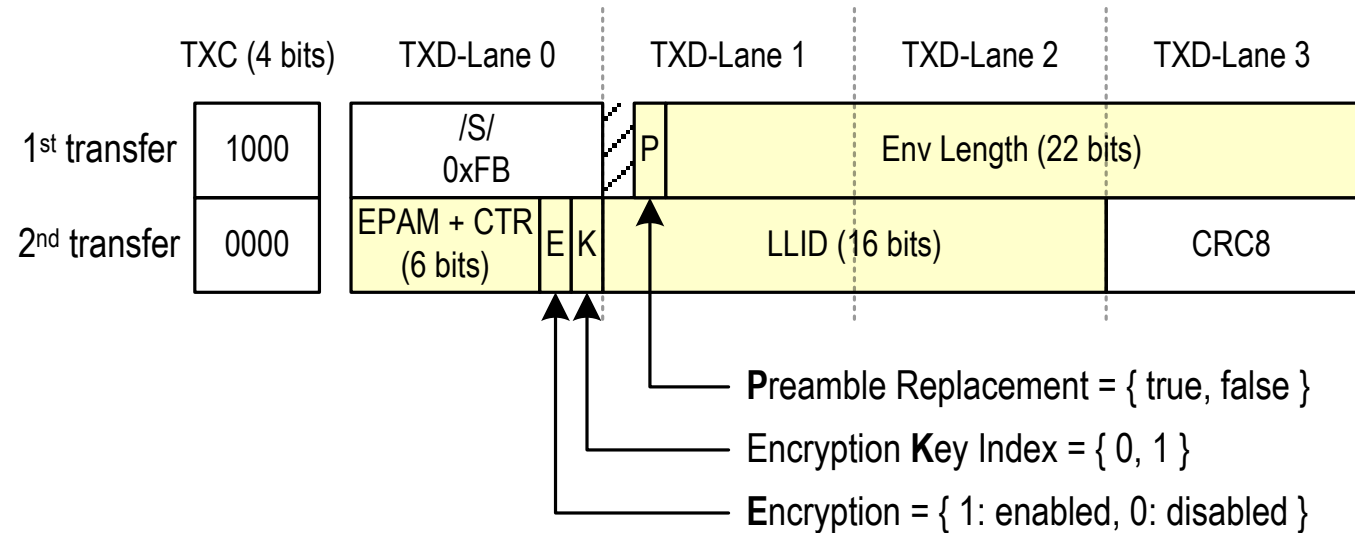 TXC (4 bits) TXD-Lane 0 TXD-Lane 1 TXD-Lane 2 TXD-Lane 3
1st transfer 1000 /S/ P Env Length (22 bits)
0xFB
2nd transfer 0000 EPAM + CTR E K LLID (16 bits) CRC8
(6 bits)
Preamble Replacement = { true, false }
Encryption Key Index = { 0, 1 }
Encryption = { 1: enabled, 0: disabled }